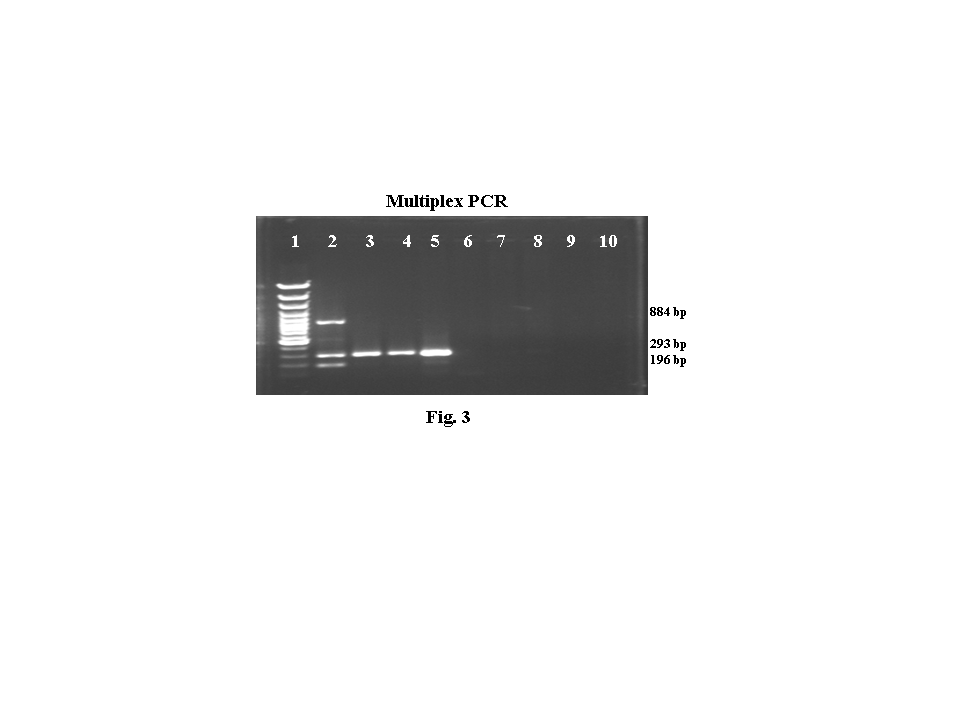 Multiplex PCR
1 2 3 4 5 6 7 8 9 10
884 bp
293 bp
196 bp
Fig. 3